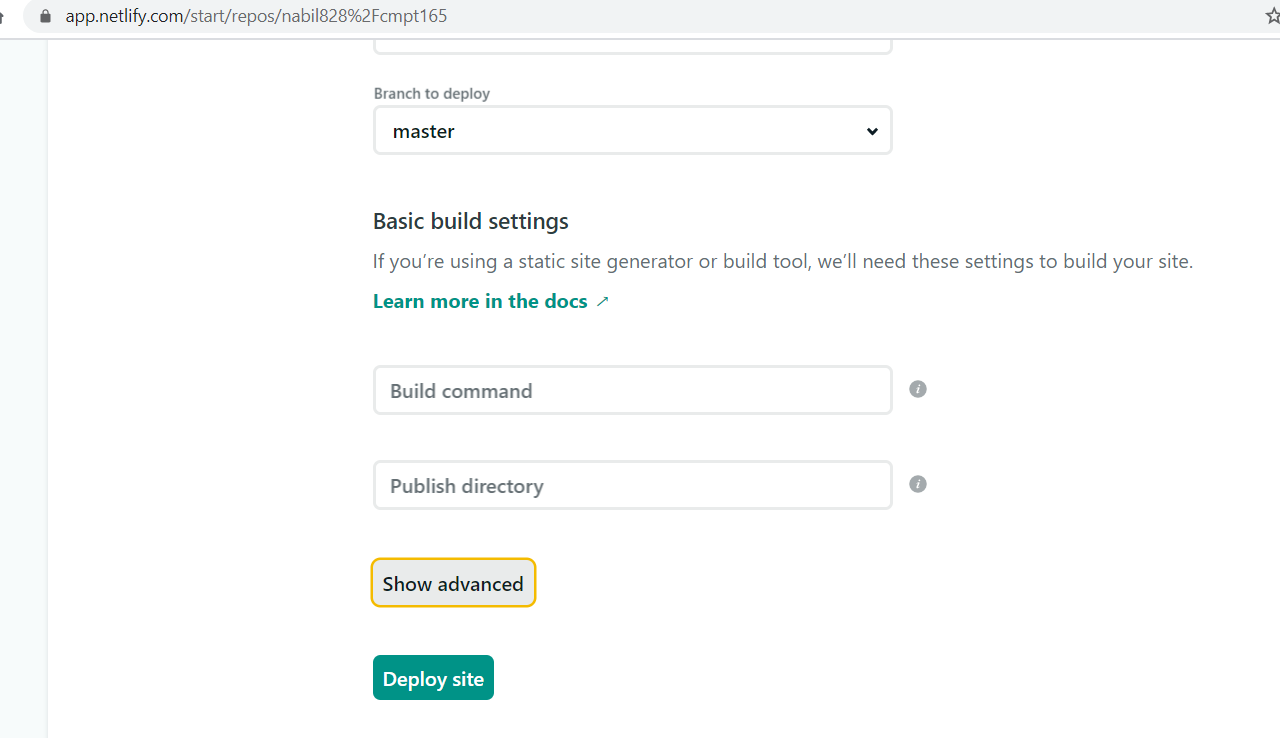 app.netlify.com/start/repos/nabil828%2Fcmpt165
Branch to deploy
master
Basic build settings
If you’re using a static site generator or build tool, we’ll need these settings to build your site.
Learn more in the docs ↗
Build command
i
Publish directory
i
Show advanced
Deploy site